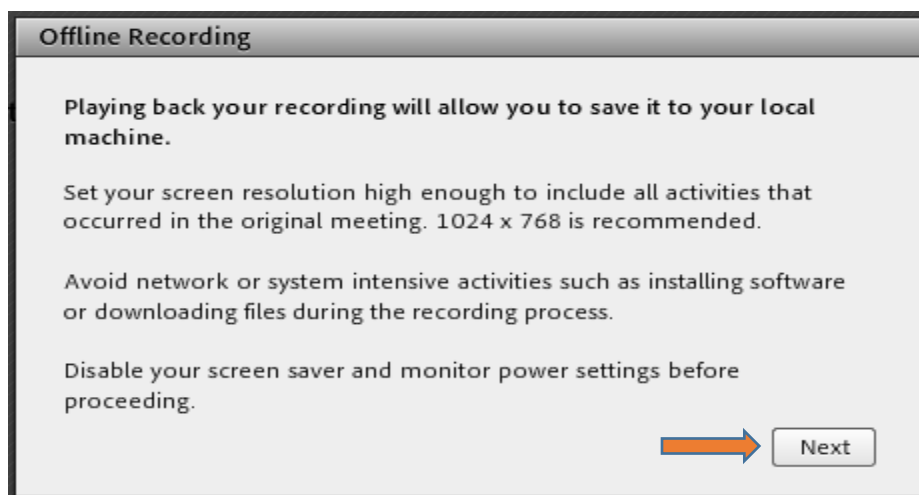 Offline Recording
Playing back your recording will allow you to save it to your local
machine.
Set your screen resolution high enough to include all activities that
occurred in the original meeting. 1024 x 768 is recommended.
Avoid network or system intensive activities such as installing software
or downloading files during the recording process.
Disable your screen saver and monitor power settings before
proceeding.
Next